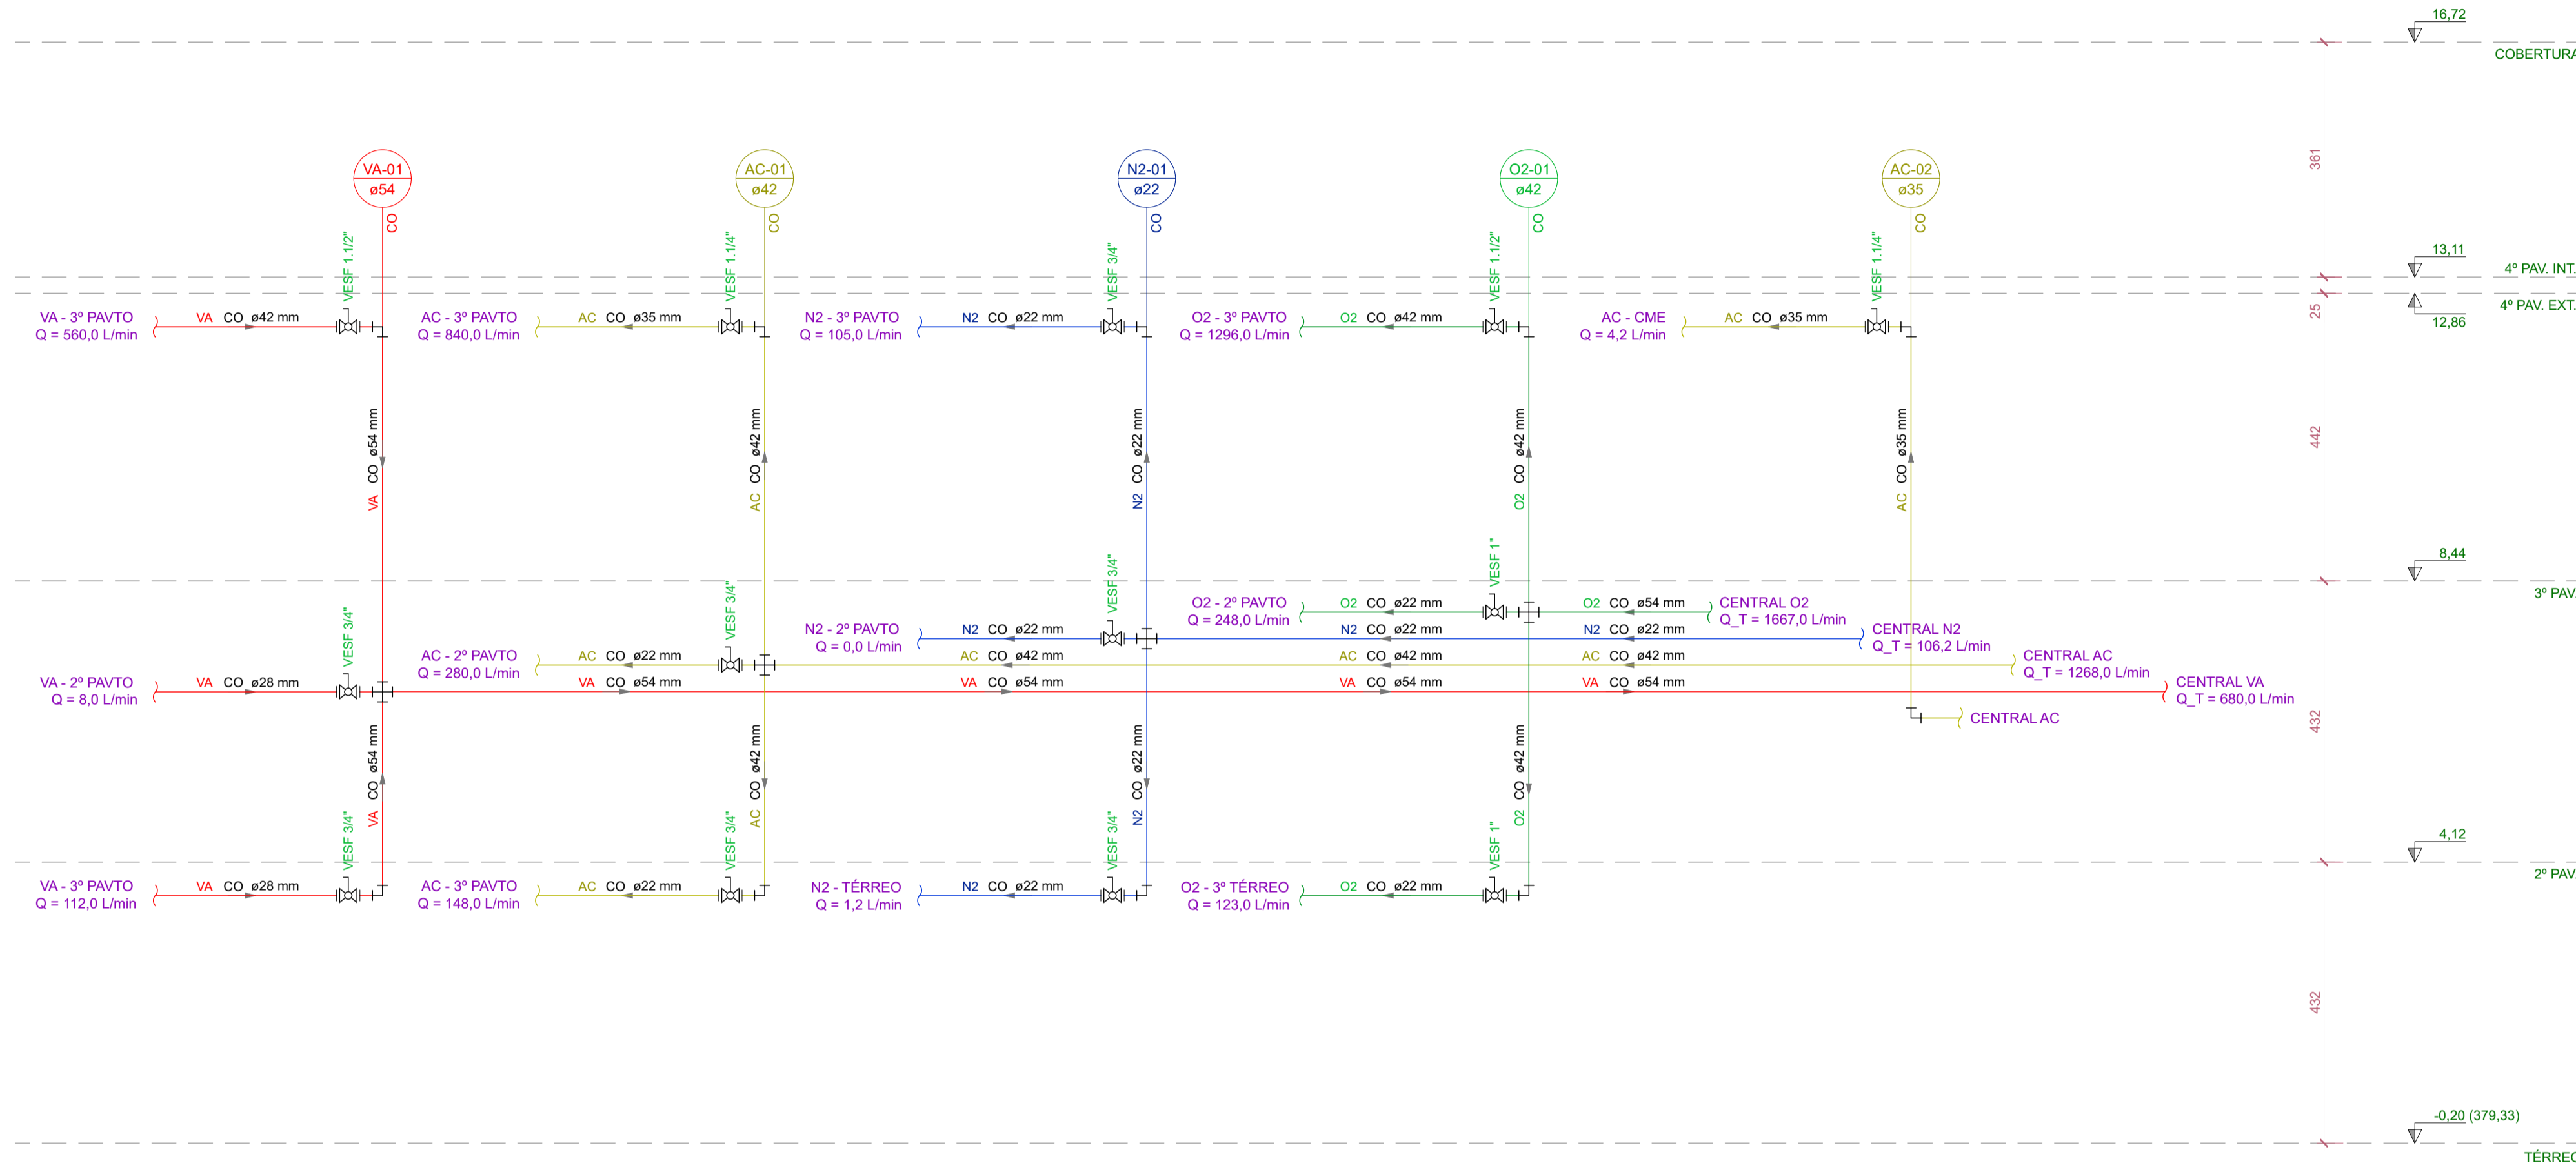 16,72
COBERTURA
361
VA-01
ø54
CO
AC-01
ø42
CO
N2-01
ø22
CO
O2-01
ø42
CO
AC-02
ø35
CO
VESF 1.1/2"
VESF 1.1/4"
VESF 3/4"
VESF 1.1/2"
VESF 1.1/4"
13,11
4º PAV. INT.
25
4º PAV. EXT.
12,86
VA - 3º PAVTO
Q = 560,0 L/min
VA CO ø42 mm
AC - 3º PAVTO
Q = 840,0 L/min
AC CO ø35 mm
N2 - 3º PAVTO
Q = 105,0 L/min
N2 CO ø22 mm
O2 - 3º PAVTO
Q = 1296,0 L/min
O2 CO ø42 mm
AC - CME
Q = 4,2 L/min
AC CO ø35 mm
VA CO ø54 mm
AC CO ø42 mm
N2 CO ø22 mm
O2 CO ø42 mm
AC CO ø35 mm
442
8,44
3º PAV
VESF 3/4"
VESF 3/4"
VESF 3/4"
VESF 1"
O2 - 2º PAVTO
Q = 248,0 L/min
O2 CO ø22 mm
O2 CO ø54 mm
CENTRAL O2
Q_T = 1667,0 L/min
N2 - 2º PAVTO
Q = 0,0 L/min
N2 CO ø22 mm
N2 CO ø22 mm
N2 CO ø22 mm
CENTRAL N2
Q_T = 106,2 L/min
AC - 2º PAVTO
Q = 280,0 L/min
AC CO ø22 mm
AC CO ø42 mm
AC CO ø42 mm
AC CO ø42 mm
CENTRAL AC
Q_T = 1268,0 L/min
VA - 2º PAVTO
Q = 8,0 L/min
VA CO ø28 mm
VA CO ø54 mm
VA CO ø54 mm
VA CO ø54 mm
VA CO ø54 mm
CENTRAL VA
Q_T = 680,0 L/min
CENTRAL AC
432
VA CO ø54 mm
AC CO ø42 mm
N2 CO ø22 mm
O2 CO ø42 mm
VESF 3/4"
VESF 3/4"
VESF 3/4"
VESF 1"
4,12
2º PAV
VA - 3º PAVTO
Q = 112,0 L/min
VA CO ø28 mm
AC - 3º PAVTO
Q = 148,0 L/min
AC CO ø22 mm
N2 - TÉRREO
Q = 1,2 L/min
N2 CO ø22 mm
O2 - 3º TÉRREO
Q = 123,0 L/min
O2 CO ø22 mm
432
-0,20 (379,33)
TÉRREO